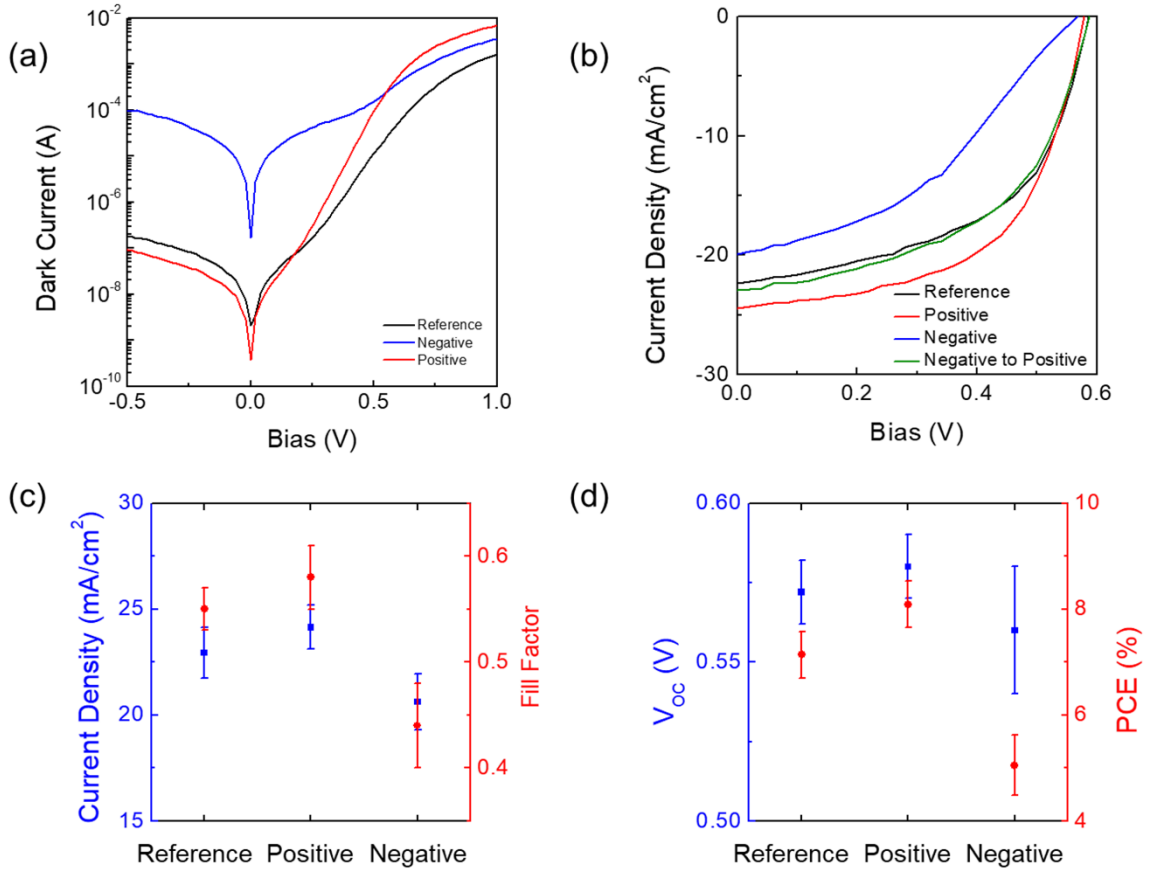 (a)
Dark Current (A)
10⁻²
10⁻⁴
10⁻⁶
10⁻⁸
10⁻¹⁰
-0.5
0.0
0.5
1.0
Bias (V)
Reference
Negative
Positive
(b)
Current Density (mA/cm²)
0
-10
-20
-30
0.0
0.2
0.4
0.6
Bias (V)
Reference
Positive
Negative
Negative to Positive
(c)
Current Density (mA/cm²)
30
25
20
15
0.6
0.5
0.4
Fill Factor
Reference
Positive
Negative
(d)
V_OC (V)
0.60
0.55
0.50
10
8
6
4
PCE (%)
Reference
Positive
Negative